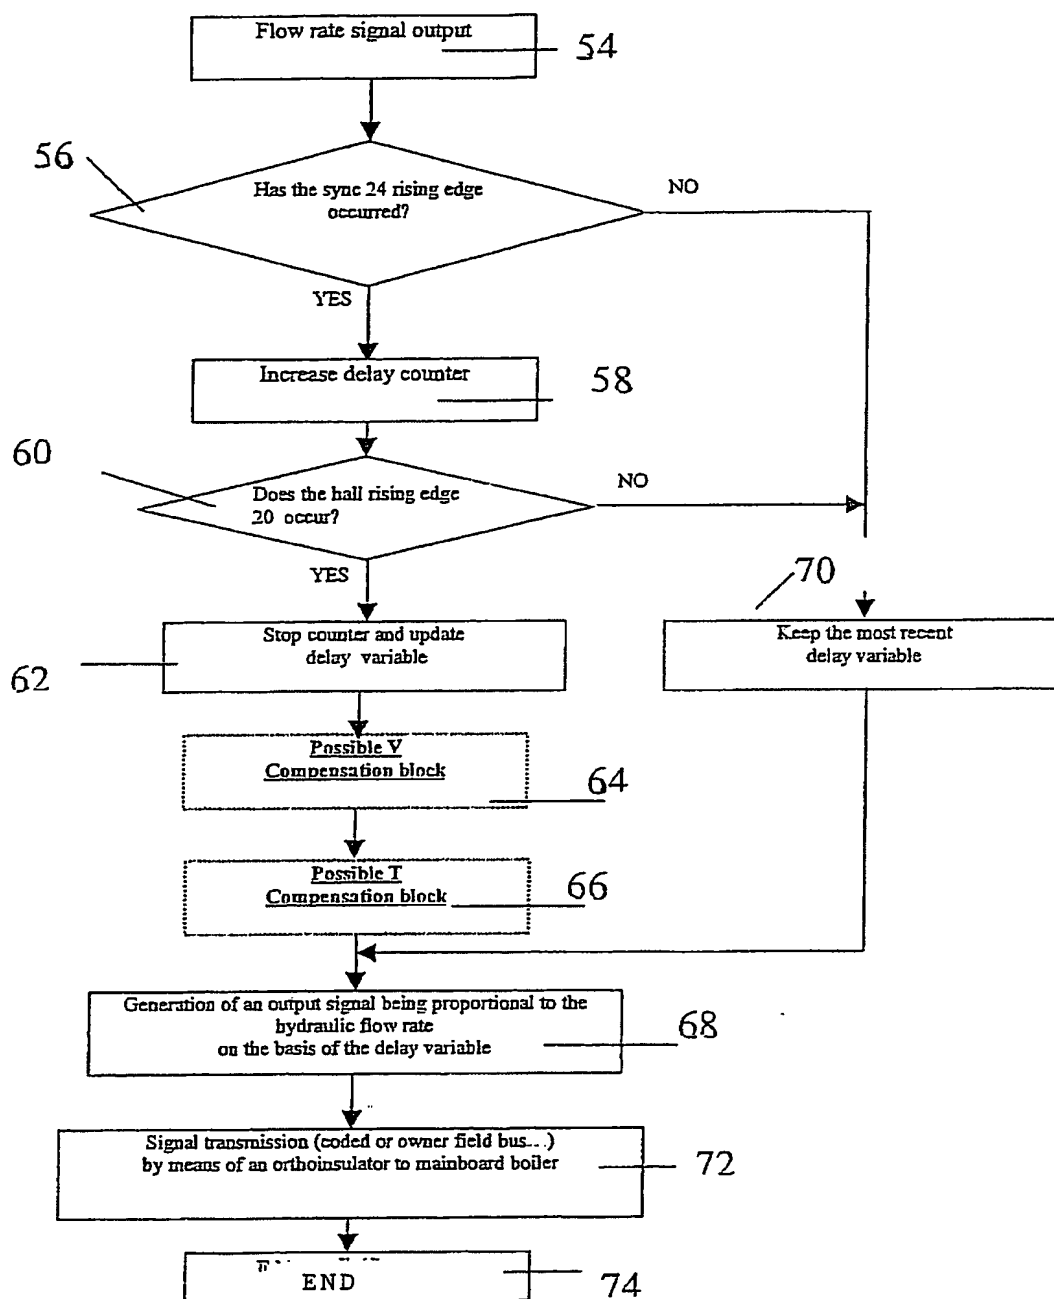 Flow rate signal output
54
56
Has the sync 24 rising edge
occurred?
NO
YES
Increase delay counter
58
60
Does the hall rising edge
20 occur?
NO
YES
70
Stop counter and update
delay variable
Keep the most recent
delay variable
62
Possible V
Compensation block
64
Possible T
Compensation block
66
Generation of an output signal being proportional to the
hydraulic flow rate
on the basis of the delay variable
68
Signal transmission (coded or owner field bus...)
by means of an orthoinsulator to mainboard boiler
72
END
74